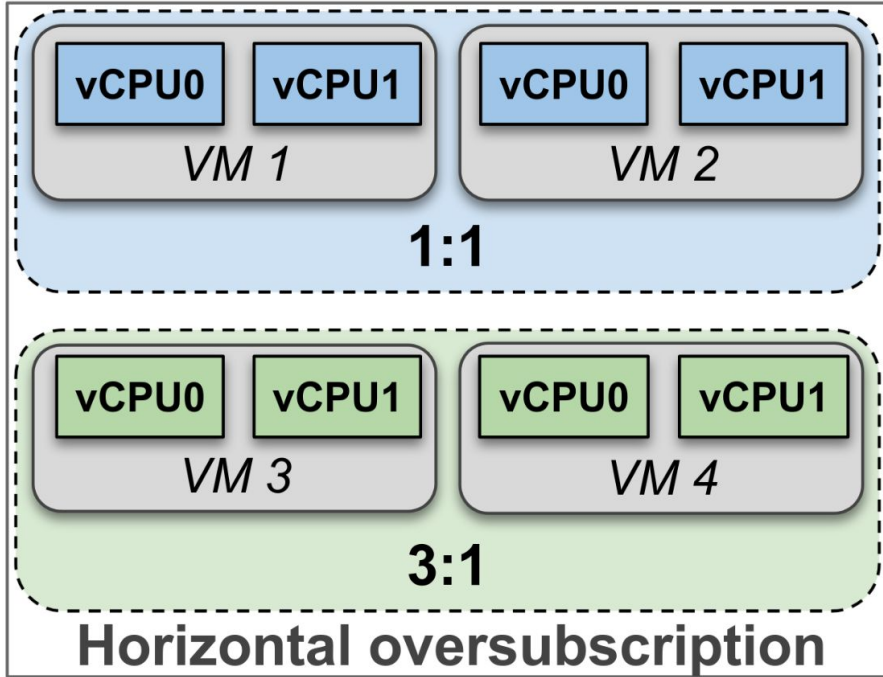 vCPU0 vCPU1 vCPU0 vCPU1
VM 1 VM 2
1:1
vCPU0 vCPU1 vCPU0 vCPU1
VM 3 VM 4
3:1
Horizontal oversubscription